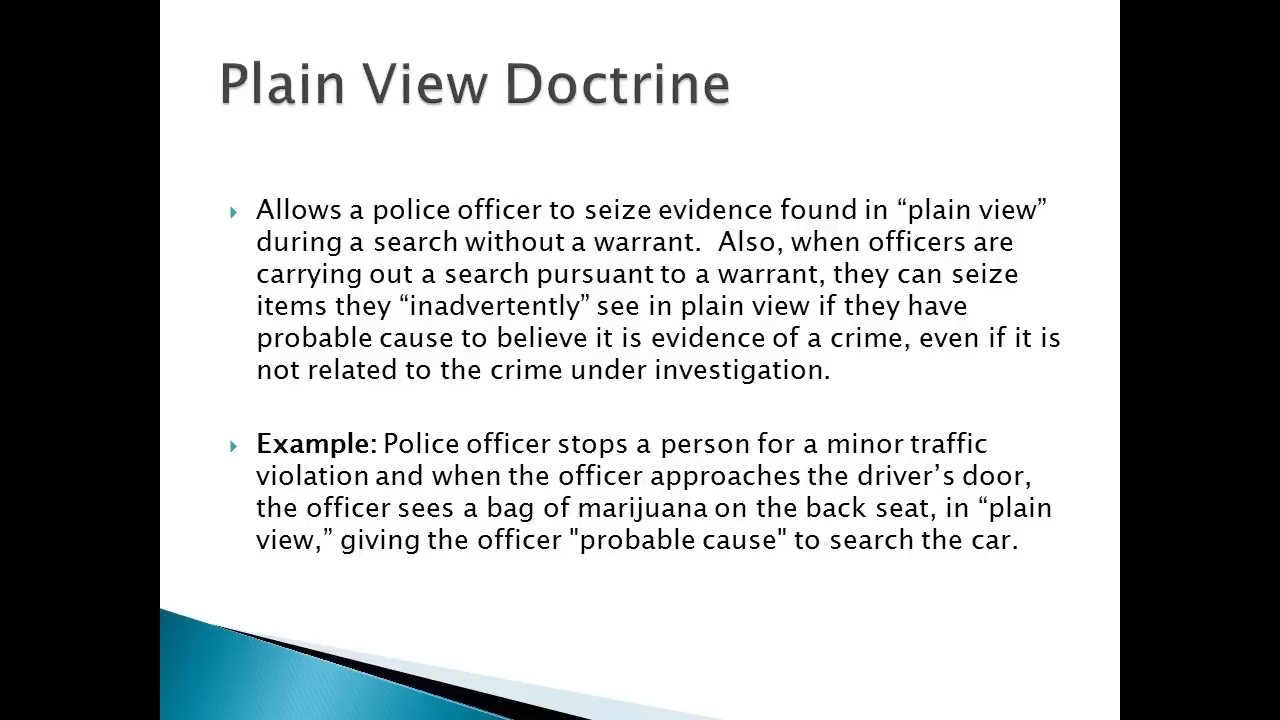 Plain View Doctrine
Allows a police officer to seize evidence found in “plain view”
during a search without a warrant.  Also, when officers are
carrying out a search pursuant to a warrant, they can seize
items they “inadvertently” see in plain view if they have
probable cause to believe it is evidence of a crime, even if it is
not related to the crime under investigation.
Example: Police officer stops a person for a minor traffic
violation and when the officer approaches the driver’s door,
the officer sees a bag of marijuana on the back seat, in “plain
view,” giving the officer "probable cause" to search the car.